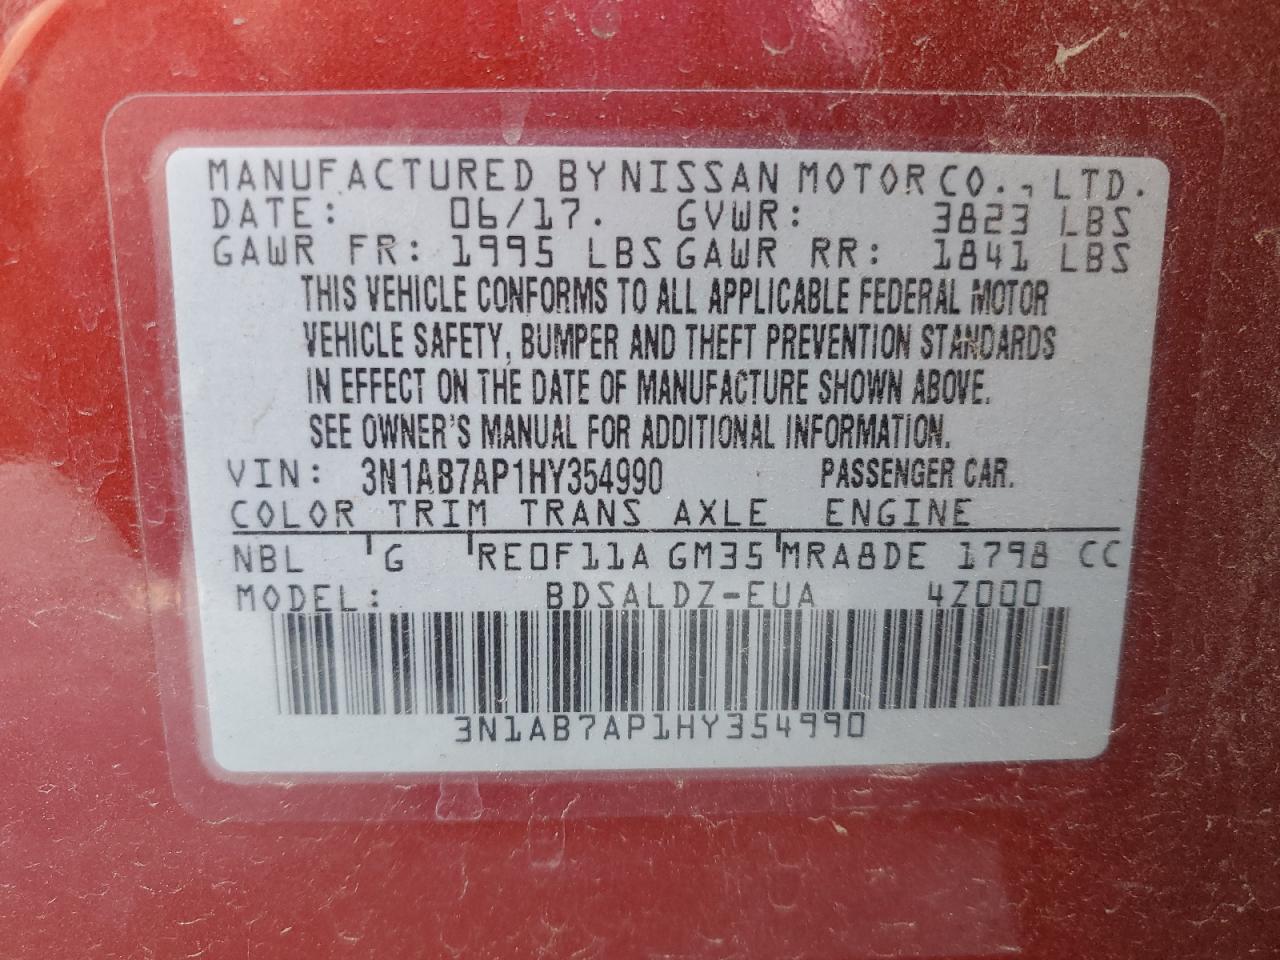 MANUFACTURED BY NISSAN MOTOR CO., LTD.
DATE: 06/17. GVWR: 3823 LBS
GAWR FR: 1995 LBS GAWR RR: 1841 LBS
THIS VEHICLE CONFORMS TO ALL APPLICABLE FEDERAL MOTOR
VEHICLE SAFETY, BUMPER AND THEFT PREVENTION STANDARDS
IN EFFECT ON THE DATE OF MANUFACTURE SHOWN ABOVE.
SEE OWNER'S MANUAL FOR ADDITIONAL INFORMATION.
VIN: 3N1AB7AP1HY354990 PASSENGER CAR.
COLOR TRIM TRANS AXLE ENGINE
NBL G RE0F11A GM35 MRA8DE 1798 CC
MODEL: BDSALDZ-EUA 4Z000
3N1AB7AP1HY354990